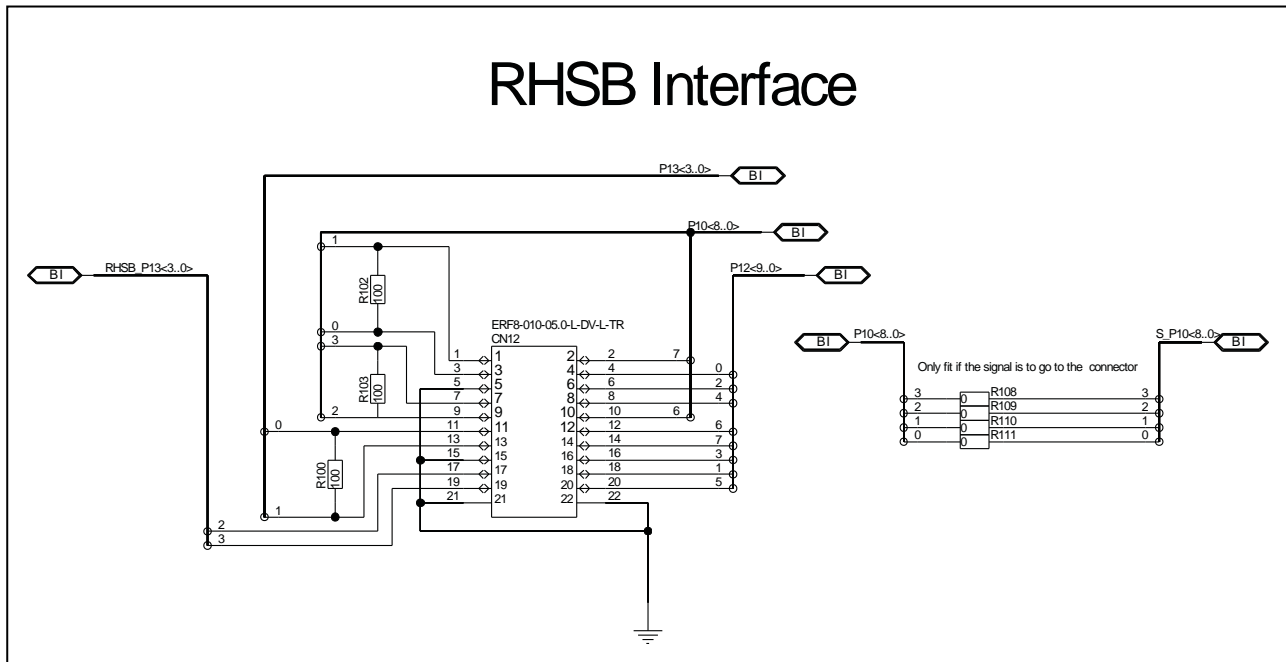 RHSB Interface
P13<3..0>
BI
P10<8..0>
BI
1
BI
RHSB_P13<3..0>
P12<9..0>
BI
R102
100
ERF8-010-05.0-L-DV-L-TR
CN12
0
3
R103
100
2
0
R100
100
1
2
3
1 1 2 2 7
3 3 4 4 0
5 5 6 6 2
7 7 8 8 4
9 9 10 10 6
11 11 12 12 6
13 13 14 14 7
15 15 16 16 3
17 17 18 18 1
19 19 20 20 5
21 21 22 22
BI
P10<8..0>
S_P10<8..0>
BI
Only fit if the signal is to go to the connector
3 0 R108 3
2 0 R109 2
1 0 R110 1
0 0 R111 0